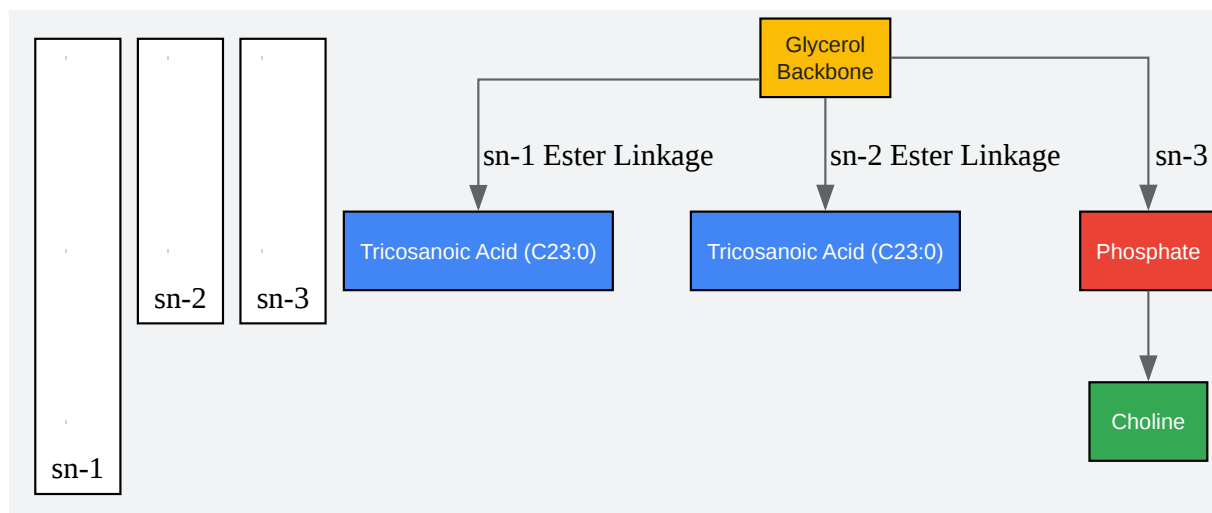 Glycerol
Backbone
sn-1 Ester Linkage
sn-2 Ester Linkage
sn-3
Tricosanoic Acid (C23:0)
Tricosanoic Acid (C23:0)
Phosphate
sn-2
sn-3
Choline
sn-1